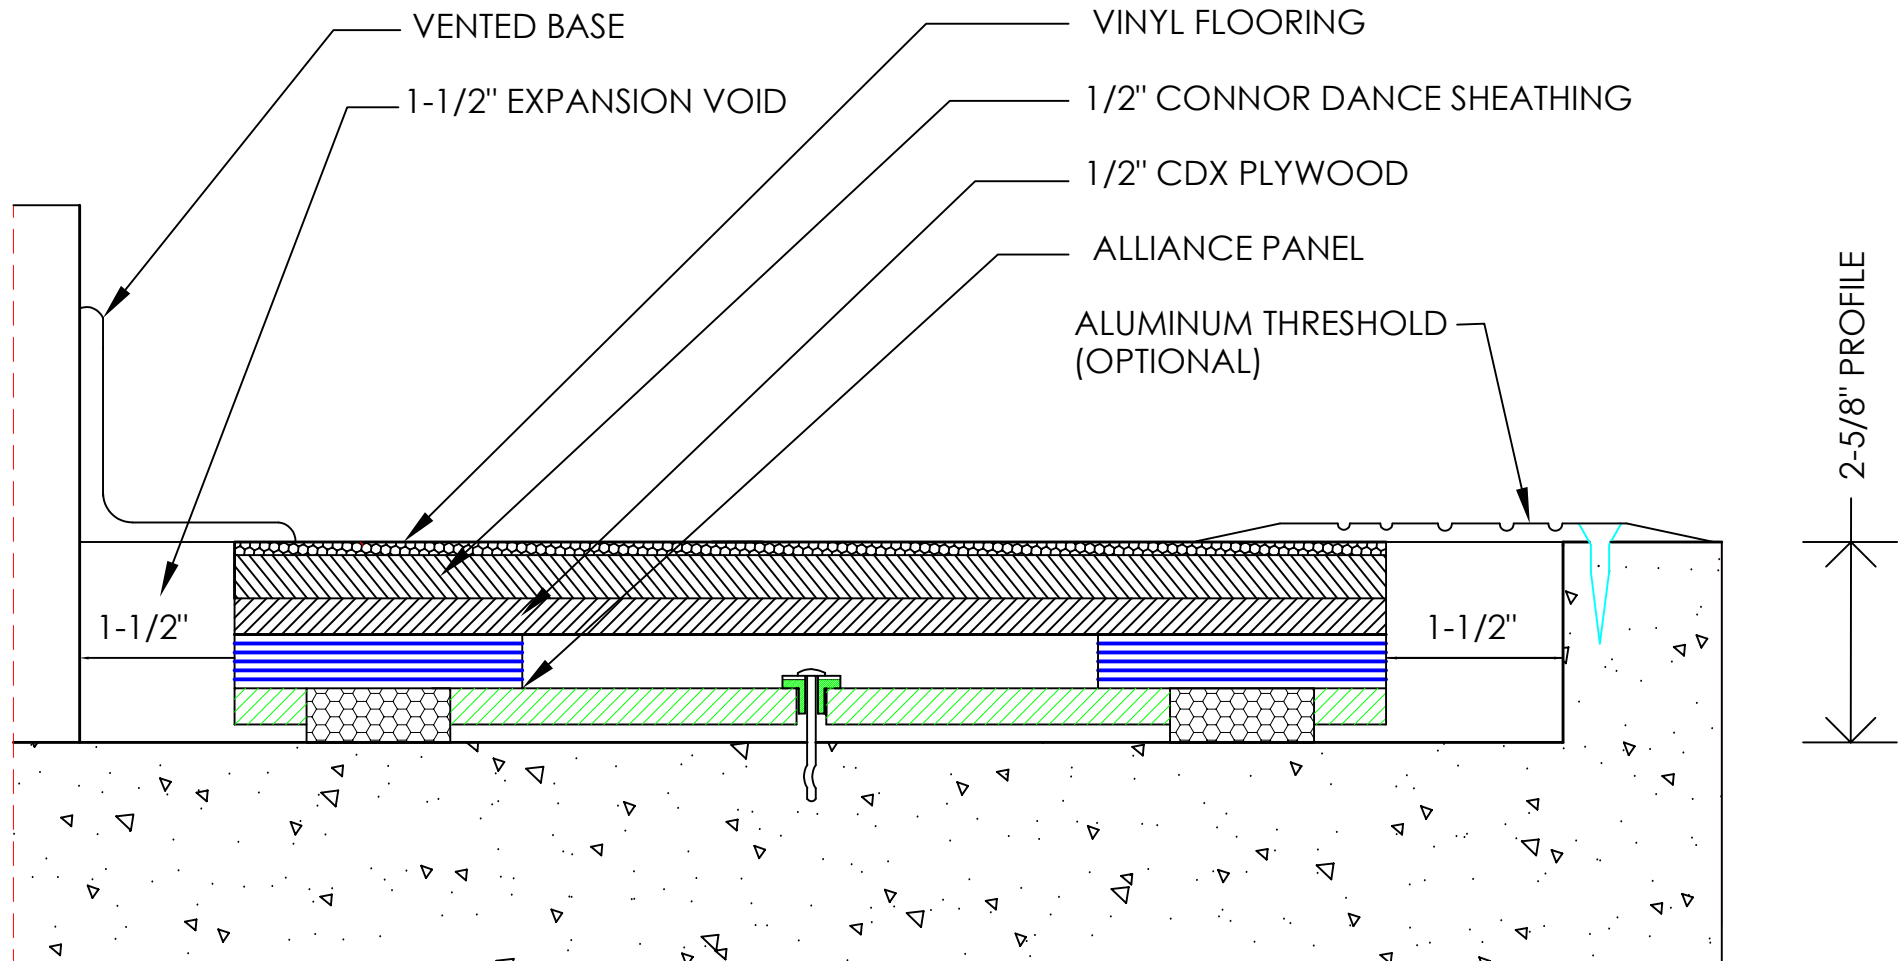 VENTED BASE
1-1/2" EXPANSION VOID
VINYL FLOORING
1/2" CONNOR DANCE SHEATHING
1/2" CDX PLYWOOD
ALLIANCE PANEL
ALUMINUM THRESHOLD
(OPTIONAL)
2-5/8" PROFILE
1-1/2"
1-1/2"